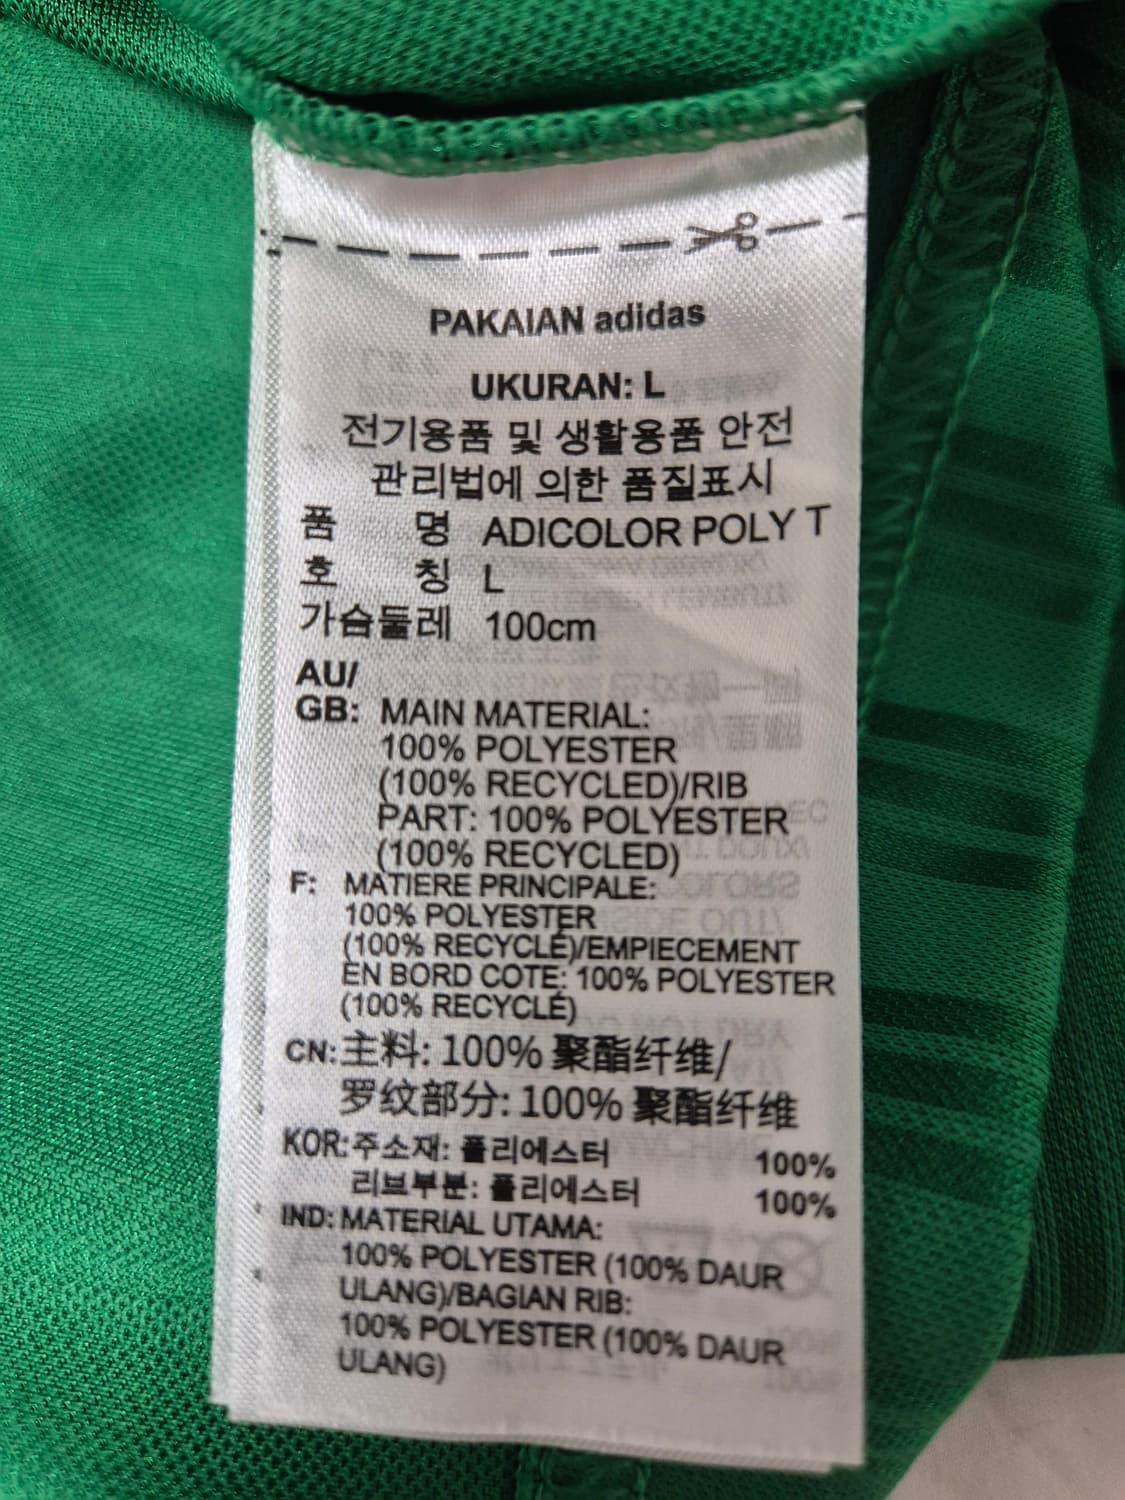 PAKAIAN adidas
UKURAN: L
전기용품 및 생활용품 안전
관리법에 의한 품질표시
품 명 ADICOLOR POLY T
호 칭 L
가슴둘레 100cm
AU/
GB: MAIN MATERIAL:
100% POLYESTER
(100% RECYCLED)/RIB
PART: 100% POLYESTER
(100% RECYCLED)
F: MATIERE PRINCIPALE:
100% POLYESTER
(100% RECYCLÉ)/EMPIECEMENT
EN BORD COTE: 100% POLYESTER
(100% RECYCLÉ)
CN: 主料: 100% 聚酯纤维/
罗纹部分: 100% 聚酯纤维
KOR: 주소재: 폴리에스터 100%
리브부분: 폴리에스터 100%
IND: MATERIAL UTAMA:
100% POLYESTER (100% DAUR
ULANG)/BAGIAN RIB:
100% POLYESTER (100% DAUR
ULANG)